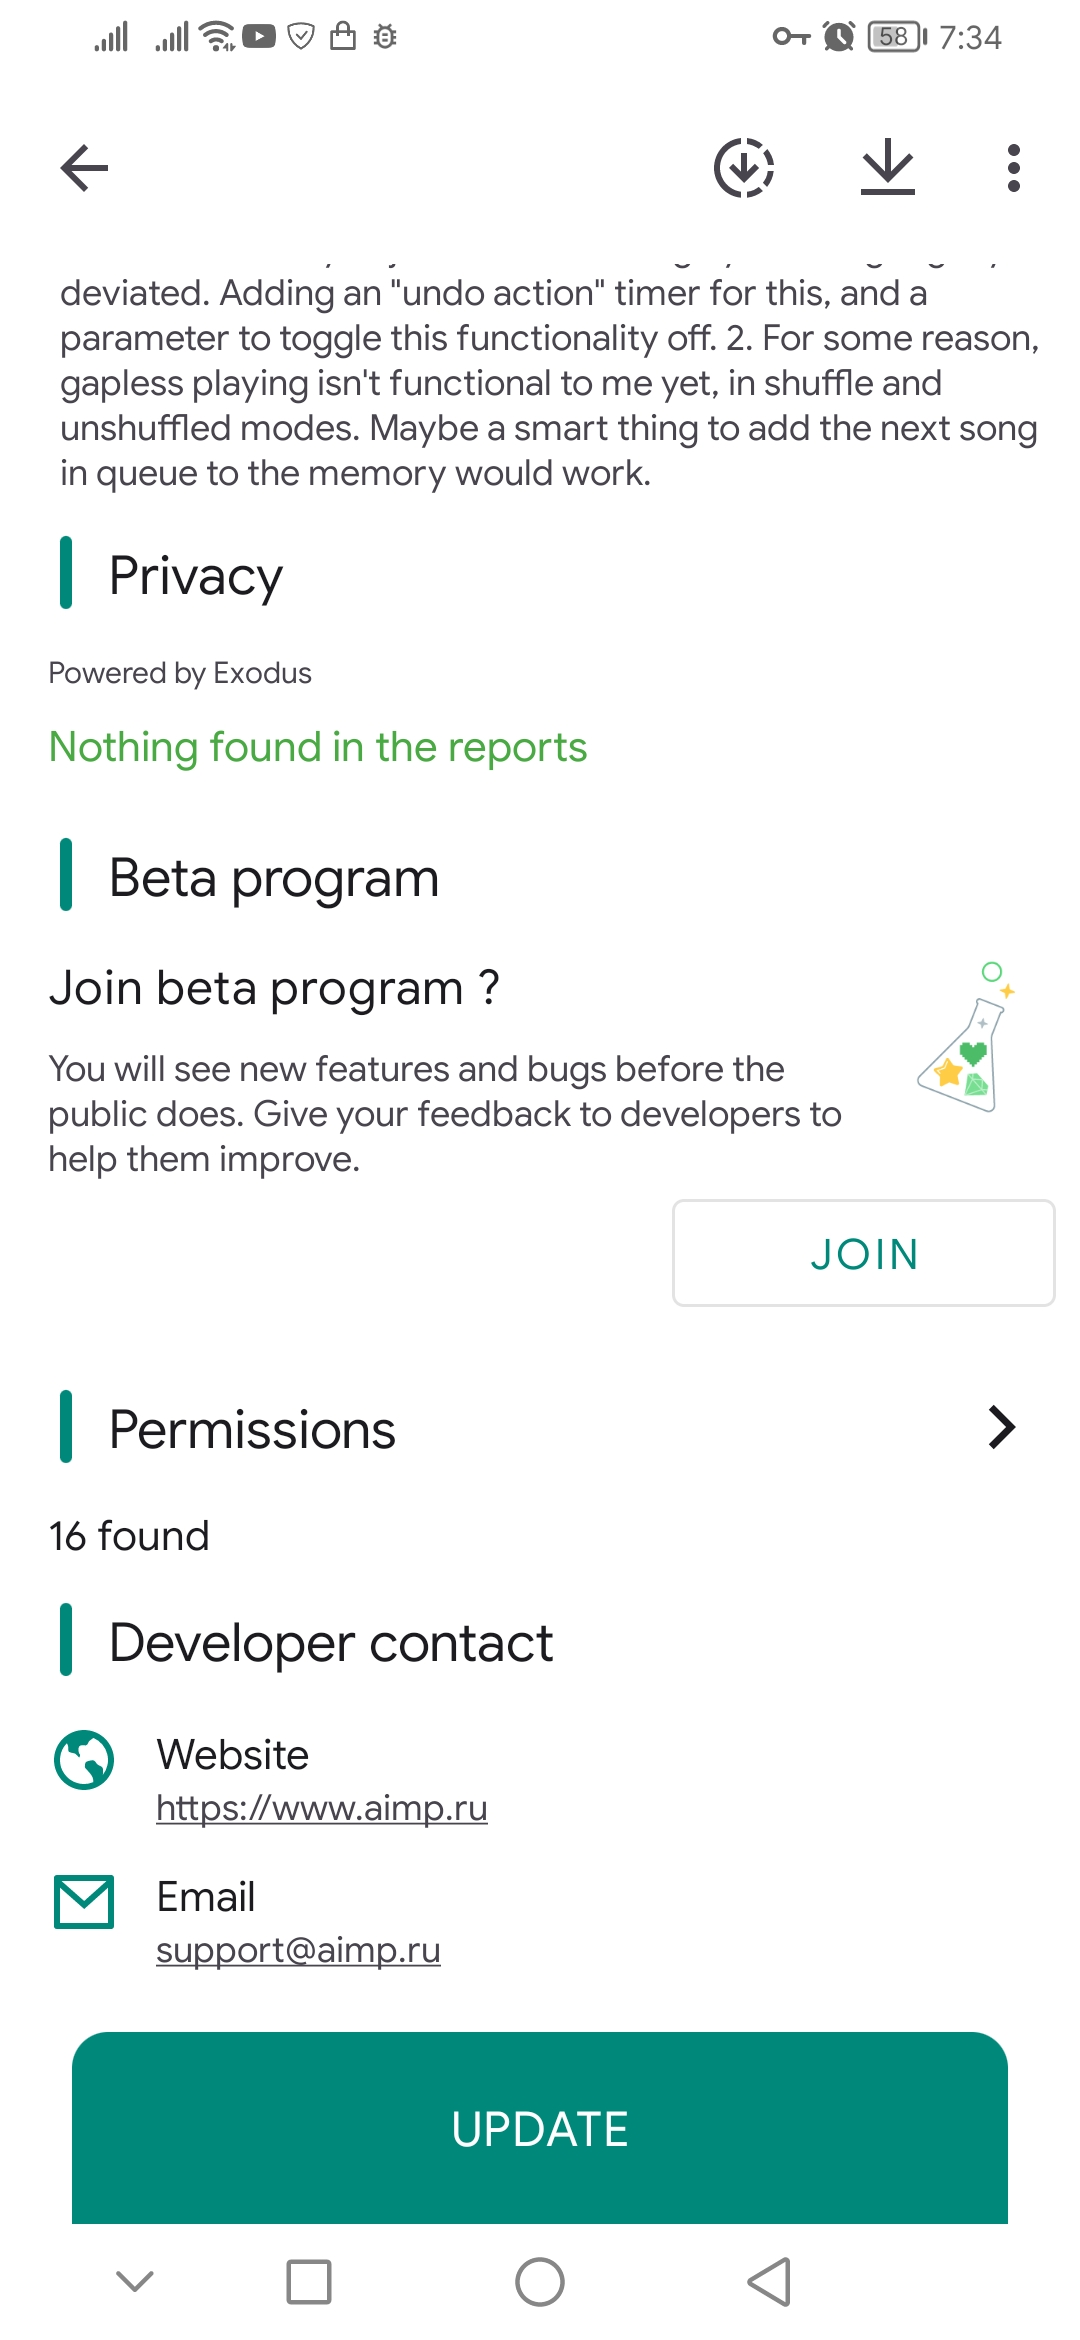 58 7:34
deviated. Adding an "undo action" timer for this, and a
parameter to toggle this functionality off. 2. For some reason,
gapless playing isn't functional to me yet, in shuffle and
unshuffled modes. Maybe a smart thing to add the next song
in queue to the memory would work.
Privacy
Powered by Exodus
Nothing found in the reports
Beta program
Join beta program ?
You will see new features and bugs before the
public does. Give your feedback to developers to
help them improve.
JOIN
Permissions
16 found
Developer contact
Website
https://www.aimp.ru
Email
support@aimp.ru
UPDATE